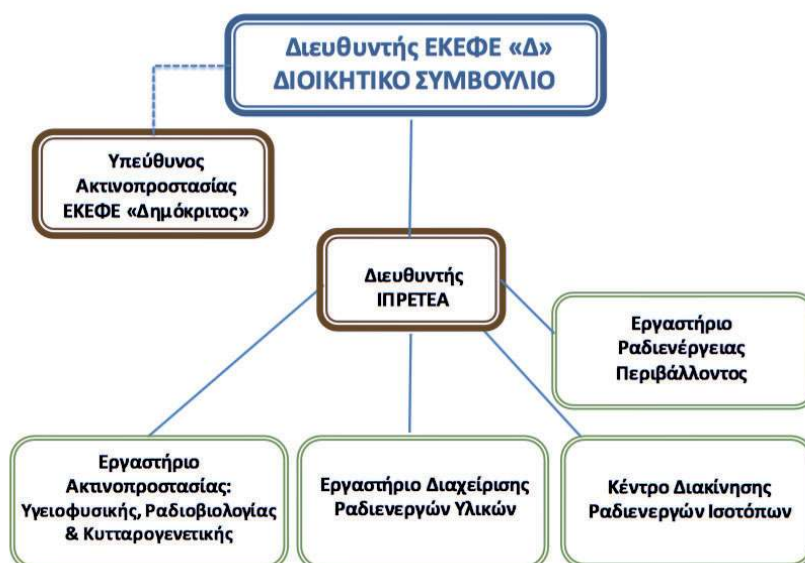 Διευθυντής ΕΚΕΦΕ «Δ»
ΔΙΟΙΚΗΤΙΚΟ ΣΥΜΒΟΥΛΙΟ
Υπεύθυνος
Ακτινοπροστασίας
ΕΚΕΦΕ «Δημόκριτος»
Διευθυντής
ΙΠΡΕΤΕΑ
Εργαστήριο
Ραδιενέργειας
Περιβάλλοντος
Εργαστήριο
Ακτινοπροστασίας:
Υγειοφυσικής, Ραδιοβιολογίας
& Κυτταρογενετικής
Εργαστήριο Διαχείρισης
Ραδιενεργών Υλικών
Κέντρο Διακίνησης
Ραδιενεργών Ισοτόπων